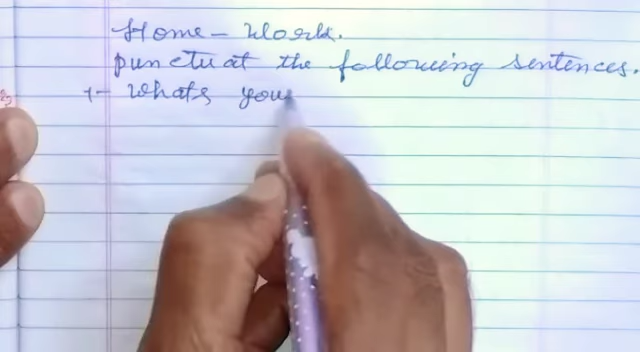 Home - Work.
punctuat the following sentences.
1- whats you